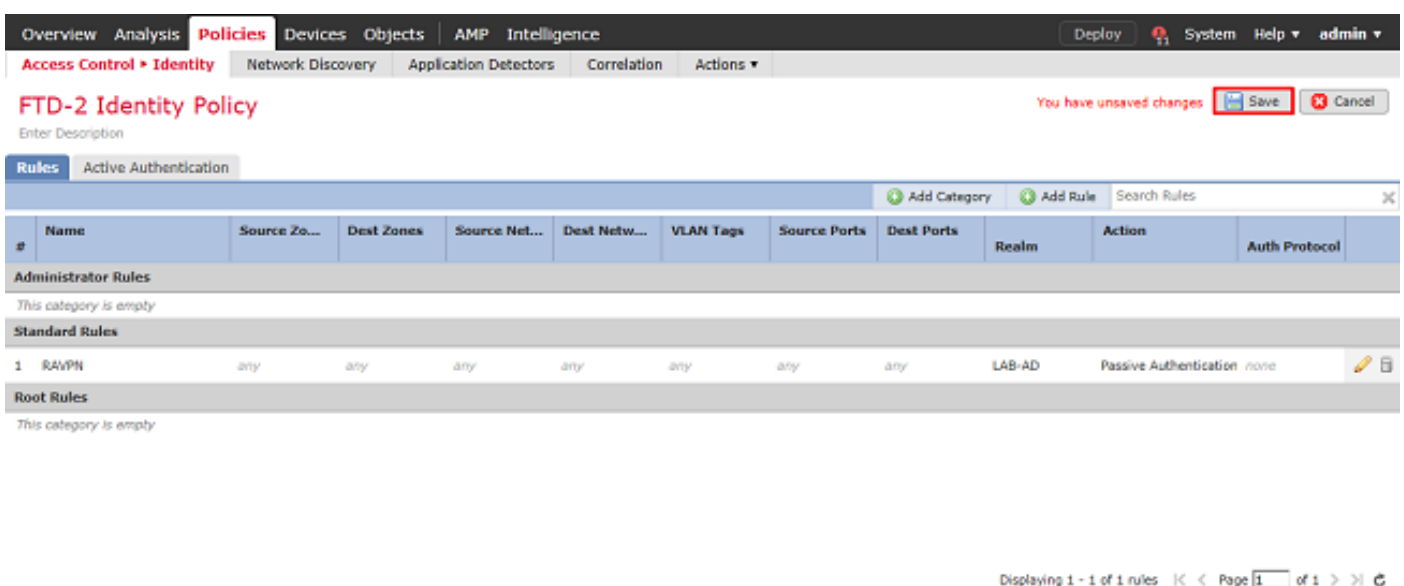 Overview Analysis Policies Devices Objects AMP Intelligence Deploy 11 System Help ▾ admin ▾
Access Control ▸ Identity Network Discovery Application Detectors Correlation Actions ▾
FTD-2 Identity Policy You have unsaved changes Save Cancel
Enter Description
Rules Active Authentication
Add Category Add Rule Search Rules
# Name Source Zo... Dest Zones Source Net... Dest Netw... VLAN Tags Source Ports Dest Ports Realm Action Auth Protocol
Administrator Rules
This category is empty
Standard Rules
1 RAVPN any any any any any any any LAB-AD Passive Authentication none
Root Rules
This category is empty
Displaying 1 - 1 of 1 rules |< < Page 1 of 1 > >|